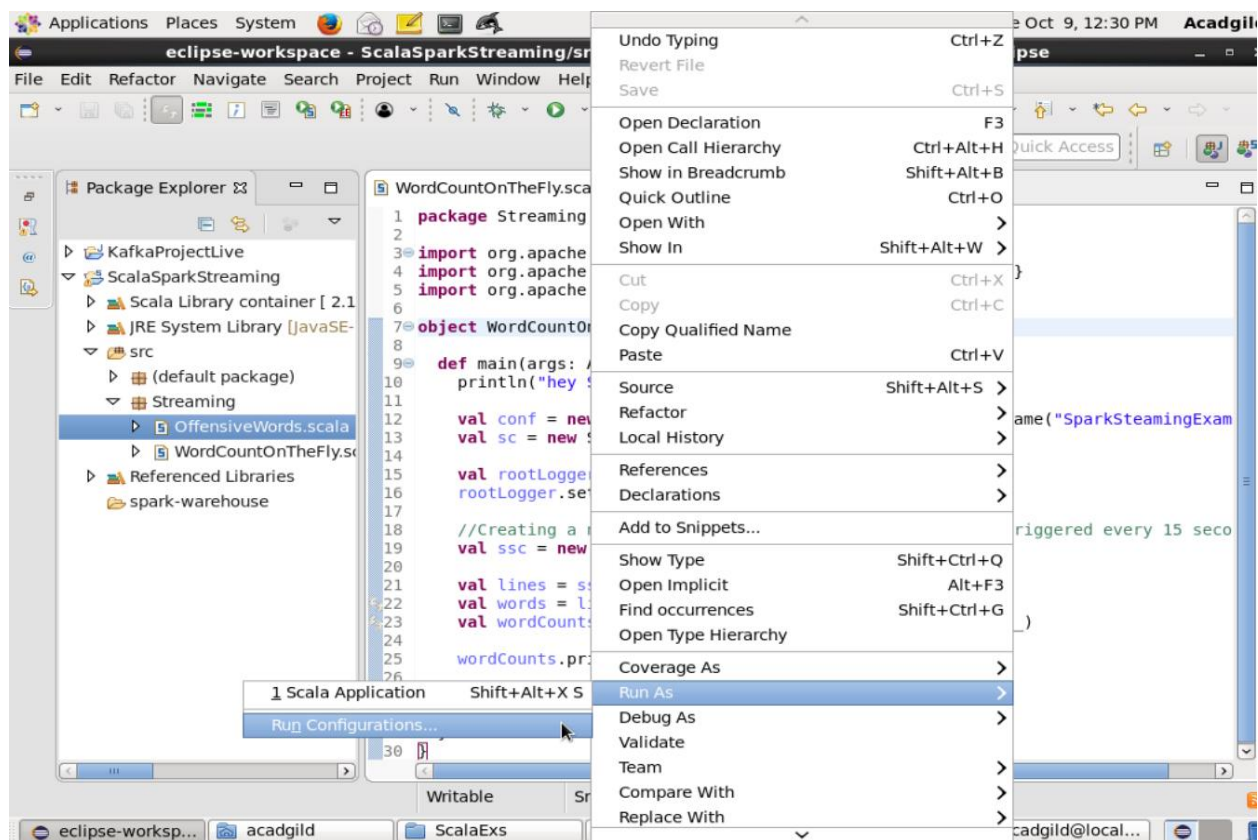 Applications Places System
e Oct 9, 12:30 PM Acadgild
eclipse-workspace - ScalaSparkStreaming/sr
pse
File Edit Refactor Navigate Search Project Run Window Help
Quick Access
Package Explorer
KafkaProjectLive
ScalaSparkStreaming
Scala Library container [ 2.1
JRE System Library [JavaSE-
src
(default package)
Streaming
OffensiveWords.scala
WordCountOnTheFly.sc
Referenced Libraries
spark-warehouse
WordCountOnTheFly.sca
1 package Streaming
2
3 import org.apache
4 import org.apache }
5 import org.apache
6
7 object WordCountOn
8
9 def main(args: A
10 println("hey S
11
12 val conf = new ame("SparkSteamingExam
13 val sc = new S
14
15 val rootLogger
16 rootLogger.set
17
18 //Creating a n riggered every 15 seco
19 val ssc = new
20
21 val lines = ss
22 val words = li
23 val wordCounts _)
24
25 wordCounts.pri
26
30 }
Undo Typing Ctrl+Z
Revert File
Save Ctrl+S
Open Declaration F3
Open Call Hierarchy Ctrl+Alt+H
Show in Breadcrumb Shift+Alt+B
Quick Outline Ctrl+O
Open With
Show In Shift+Alt+W
Cut Ctrl+X
Copy Ctrl+C
Copy Qualified Name
Paste Ctrl+V
Source Shift+Alt+S
Refactor
Local History
References
Declarations
Add to Snippets...
Show Type Shift+Ctrl+Q
Open Implicit Alt+F3
Find occurrences Shift+Ctrl+G
Open Type Hierarchy
Coverage As
Run As
Debug As
Validate
Team
Compare With
Replace With
1 Scala Application Shift+Alt+X S
Run Configurations...
Writable Sr
eclipse-worksp... acadgild ScalaExs cadgild@local...